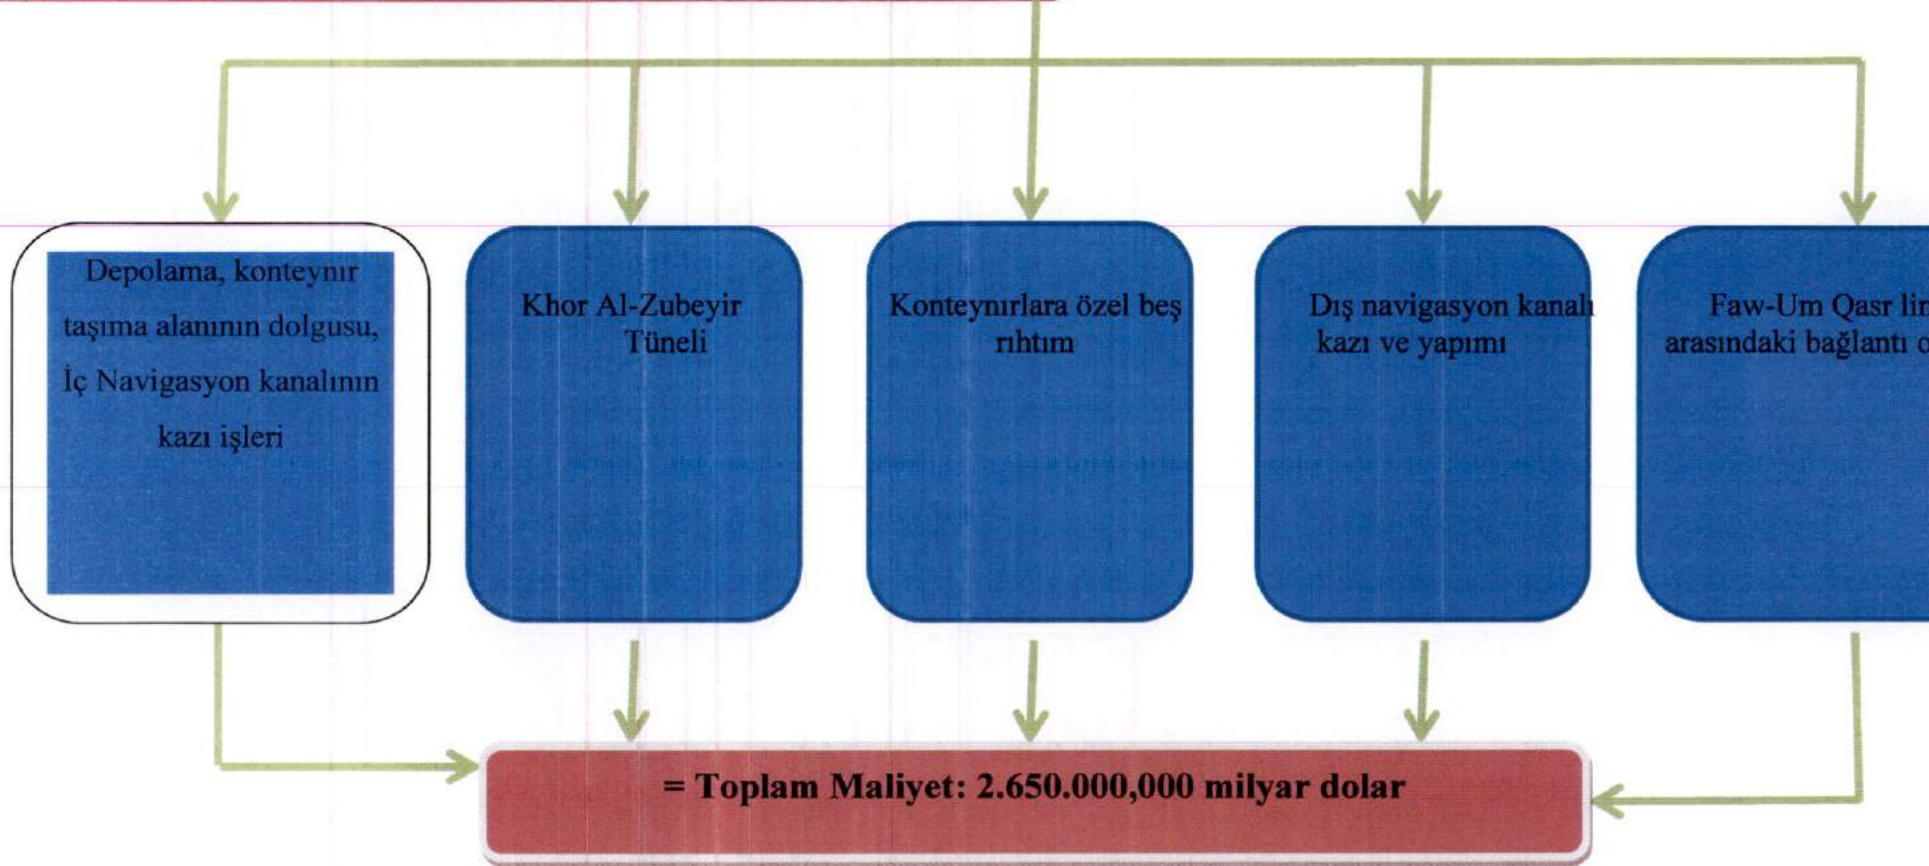 Depolama, konteynır
taşıma alanının dolgusu,
İç Navigasyon kanalının
kazı işleri
Khor Al-Zubeyir
Tüneli
Konteynırlara özel beş
rıhtım
Dış navigasyon kanalı
kazı ve yapımı
Faw-Um Qasr
arasındaki bağlantı
= Toplam Maliyet: 2.650.000,000 milyar dolar